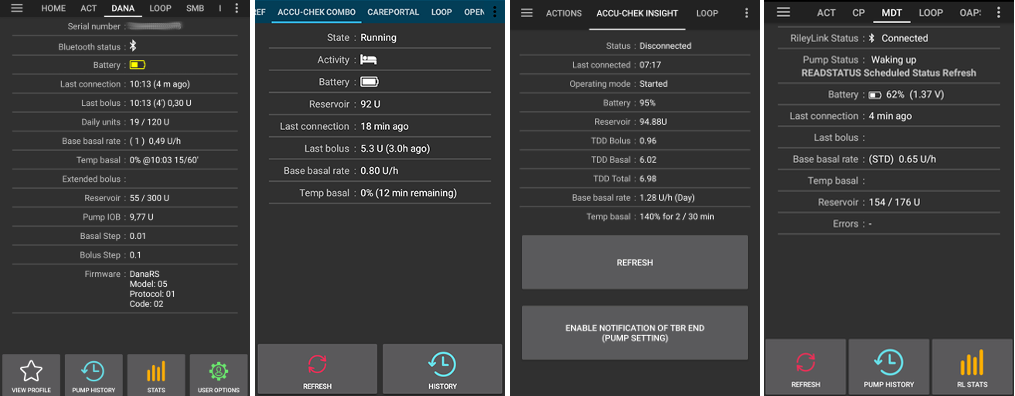 HOME ACT DANA LOOP SMB I
Serial number :
Bluetooth status :
Battery :
Last connection : 10:13 (4 m ago)
Last bolus : 10:13 (4') 0,30 U
Daily units : 19 / 120 U
Base basal rate : ( 1 ) 0,49 U/h
Temp basal : 0% @10:03 15/60'
Extended bolus :
Reservoir : 55 / 300 U
Pump IOB : 9,77 U
Basal Step : 0.01
Bolus Step : 0.1
Firmware : DanaRS
Model: 05
Protocol: 01
Code: 02
VIEW PROFILE PUMP HISTORY STATS USER OPTIONS
EF ACCU-CHEK COMBO CAREPORTAL LOOP OPEN
State : Running
Activity :
Battery :
Reservoir : 92 U
Last connection : 18 min ago
Last bolus : 5.3 U (3.0h ago)
Base basal rate : 0.80 U/h
Temp basal : 0% (12 min remaining)
REFRESH HISTORY
ACTIONS ACCU-CHEK INSIGHT LOOP
Status : Disconnected
Last connected : 07:17
Operating mode : Started
Battery : 95%
Reservoir : 94.88U
TDD Bolus : 0.96
TDD Basal : 6.02
TDD Total : 6.98
Base basal rate : 1.28 U/h (Day)
Temp basal : 140% for 2 / 30 min
REFRESH
ENABLE NOTIFICATION OF TBR END
(PUMP SETTING)
ACT CP MDT LOOP OAPS
RileyLink Status : Connected
Pump Status : Waking up
READSTATUS Scheduled Status Refresh
Battery : 62% (1.37 V)
Last connection : 4 min ago
Last bolus :
Base basal rate : (STD) 0.65 U/h
Temp basal :
Reservoir : 154 / 176 U
Errors : -
REFRESH PUMP HISTORY RL STATS